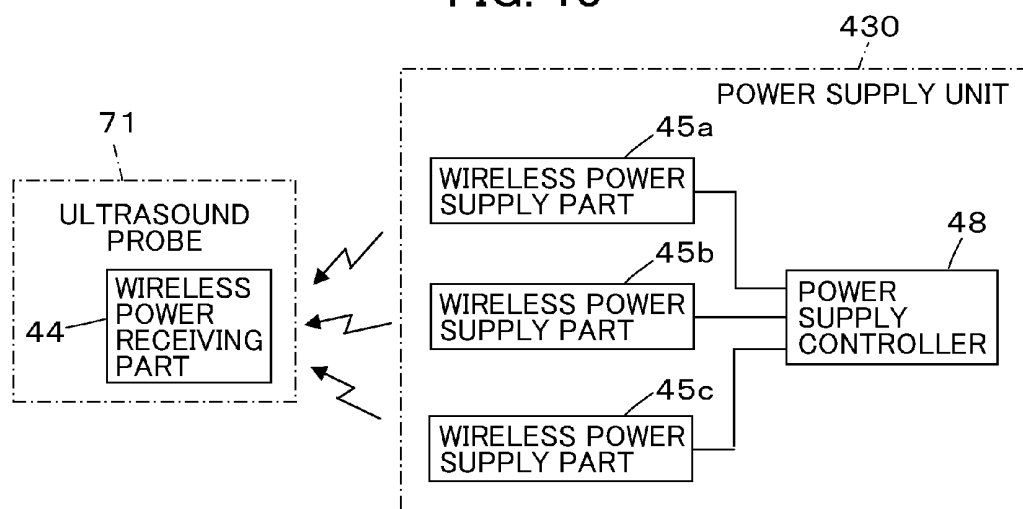 FIG.
430
POWER SUPPLY UNIT
71
45a
WIRELESS POWER
SUPPLY PART
ULTRASOUND
PROBE
48
45b
WIRELESS
POWER
RECEIVING
PART
44
WIRELESS POWER
SUPPLY PART
POWER
SUPPLY
CONTROLLER
45c
WIRELESS POWER
SUPPLY PART